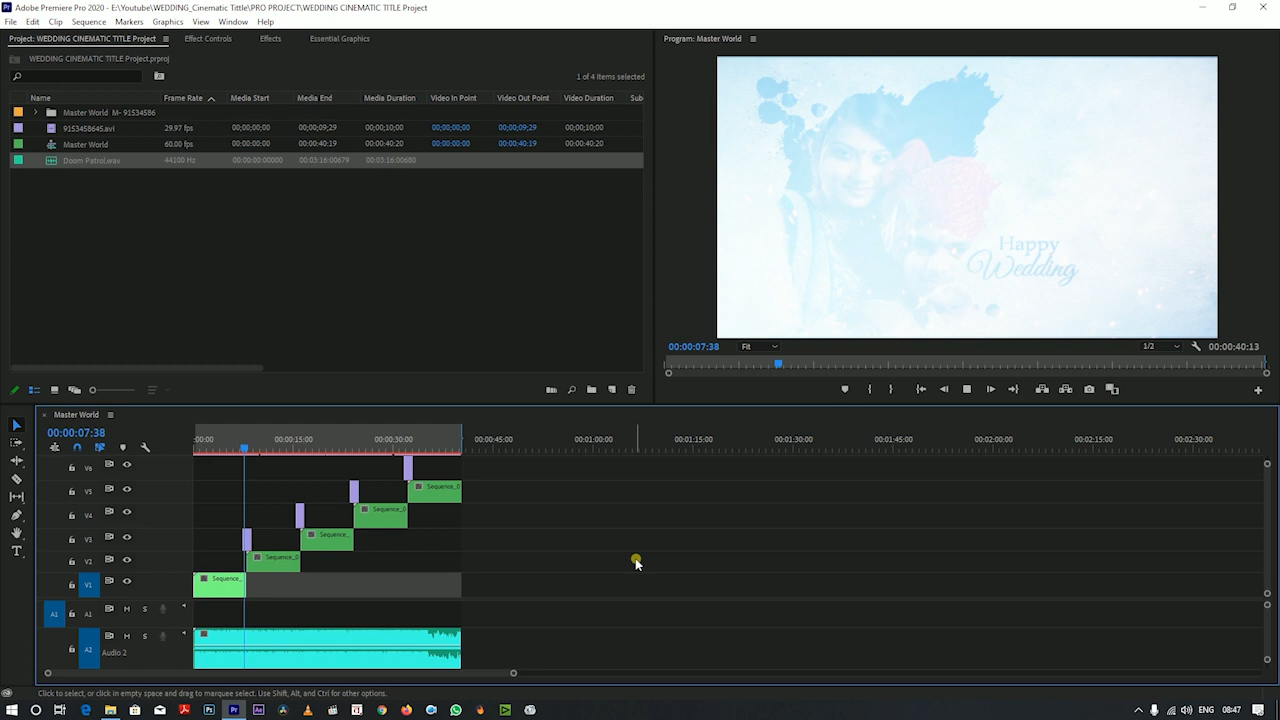 Adobe Premiere Pro 2020 - E:\Youtube\WEDDING_Cinematic Tittle\PRO PROJECT\WEDDING CINEMATIC TITLE Project
File Edit Clip Sequence Markers Graphics View Window Help
Project: WEDDING CINEMATIC TITLE Project
Effect Controls
Effects
Essential Graphics
WEDDING CINEMATIC TITLE Project.prproj
1 of 4 items selected
Name Frame Rate Media Start Media End Media Duration Video In Point Video Out Point Video Duration Sub
Master World M- 91534586
9153458645.avi 29.97 fps 00;00;00;00 00;00;09;29 00;00;10;00 00;00;00;00 00;00;09;29 00;00;10;00
Master World 60.00 fps 00:00:00:00 00:00:40:19 00:00:40:20 00:00:00:00 00:00:40:19 00:00:40:20
Doom Patrol.wav 44100 Hz 00:00:00:00000 00:03:16:00679 00:03:16:00680
Program: Master World
Happy
Wedding
00:00:07:38
Fit
1/2
00:00:40:13
Master World
00:00:07:38
:00:00 00:00:15:00 00:00:30:00 00:00:45:00 00:01:00:00 00:01:15:00 00:01:30:00 00:01:45:00 00:02:00:00 00:02:15:00 00:02:30:00
V6
V5 Sequence_0
V4 Sequence_0
V3 Sequence_
V2 Sequence_0
V1 Sequence_
A1 A1 M S
A2 M S
Audio 2
Click to select, or click in empty space and drag to marquee select. Use Shift, Alt, and Ctrl for other options.
ENG 08:47